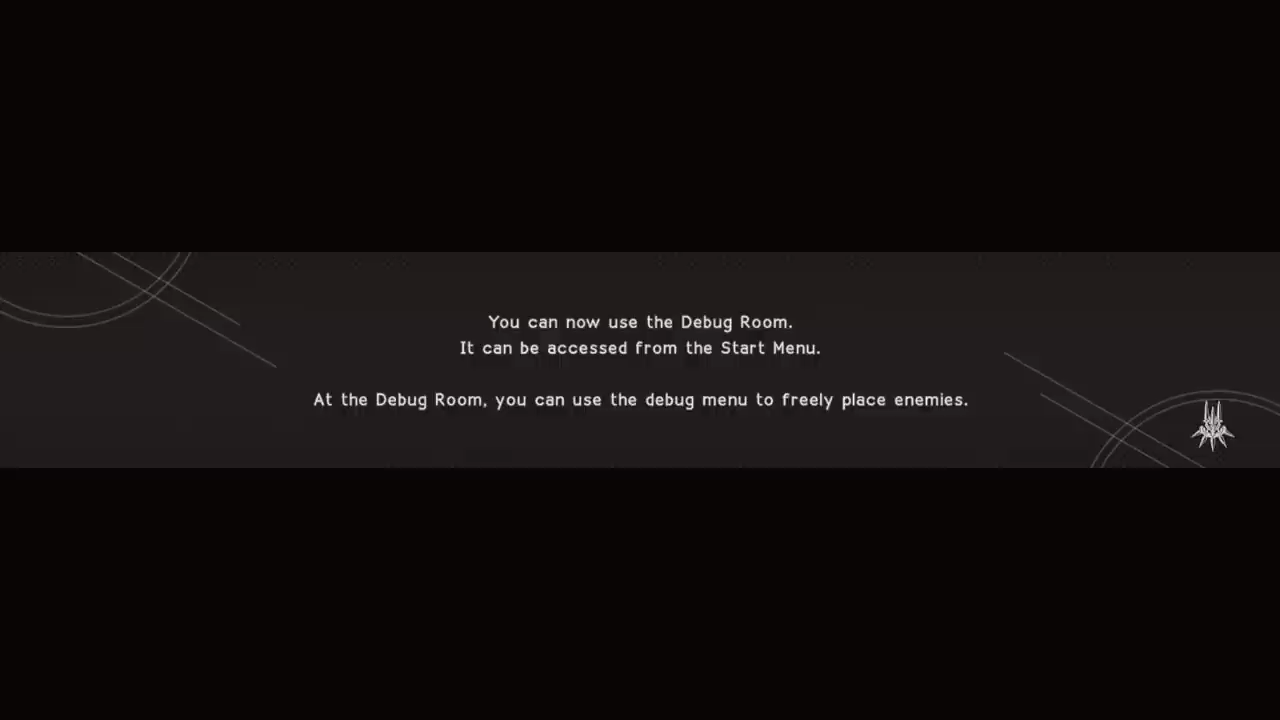 You can now use the Debug Room.
It can be accessed from the Start Menu.
At the Debug Room, you can use the debug menu to freely place enemies.